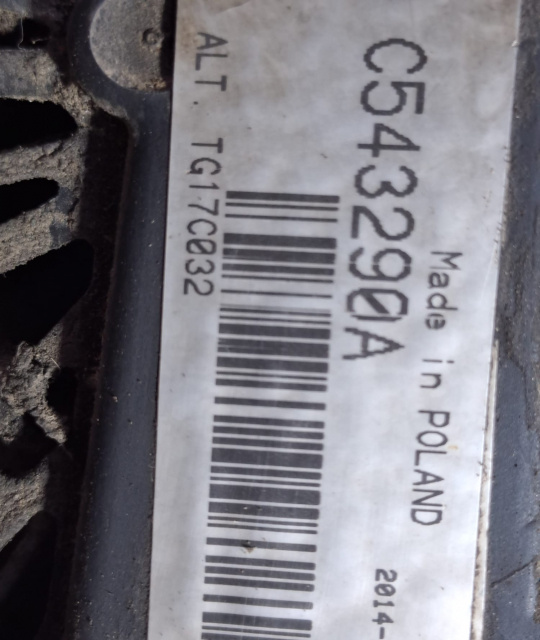 Made in POLAND 2014-
C543290A
ALT. TG17C032